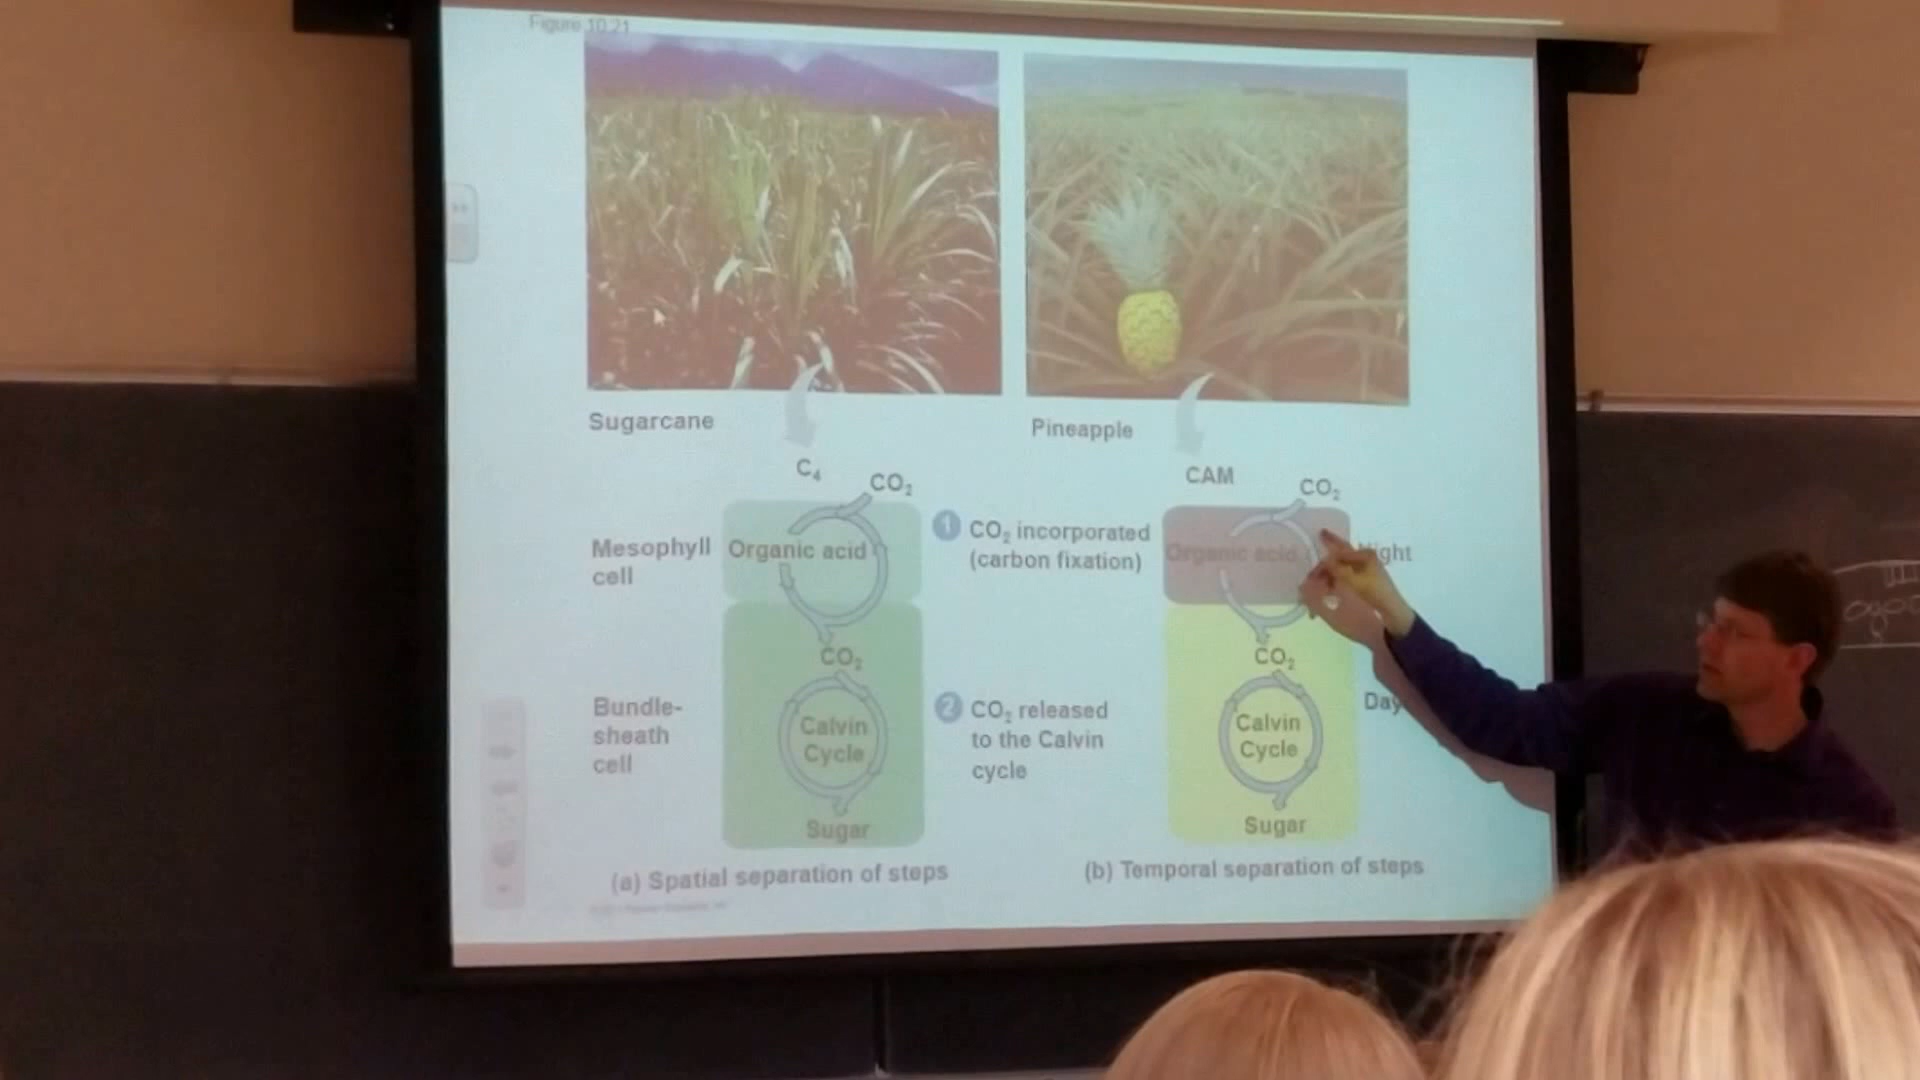 Figure 10.21
Sugarcane
Pineapple
C₄
CO₂
CAM
CO₂
Mesophyll
cell
Organic acid
1 CO₂ incorporated
(carbon fixation)
Organic acid
Night
CO₂
CO₂
Bundle-
sheath
cell
Calvin
Cycle
2 CO₂ released
to the Calvin
cycle
Calvin
Cycle
Day
Sugar
Sugar
(a) Spatial separation of steps
(b) Temporal separation of steps